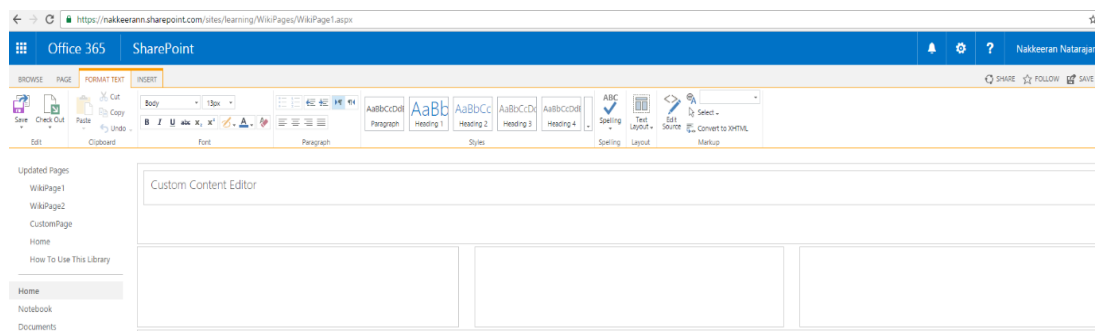 https://nakkeerann.sharepoint.com/sites/learning/WikiPages/WikiPage1.aspx
Office 365 SharePoint ? Nakkeeran Natarajan
BROWSE PAGE FORMAT TEXT INSERT SHARE FOLLOW SAVE
Save Check Out Paste Cut Copy Undo
Body 13px
B I U abc x₂ x² A
AaBbCcDdI Paragraph
AaBb Heading 1
AaBbCc Heading 2
AaBbCcDc Heading 3
AaBbCcDdI Heading 4
ABC Spelling
Text Layout
Edit Source
Select
Convert to XHTML
Edit Clipboard Font Paragraph Styles Spelling Layout Markup
Updated Pages
WikiPage1
Custom Content Editor
WikiPage2
CustomPage
Home
How To Use This Library
Home
Notebook
Documents